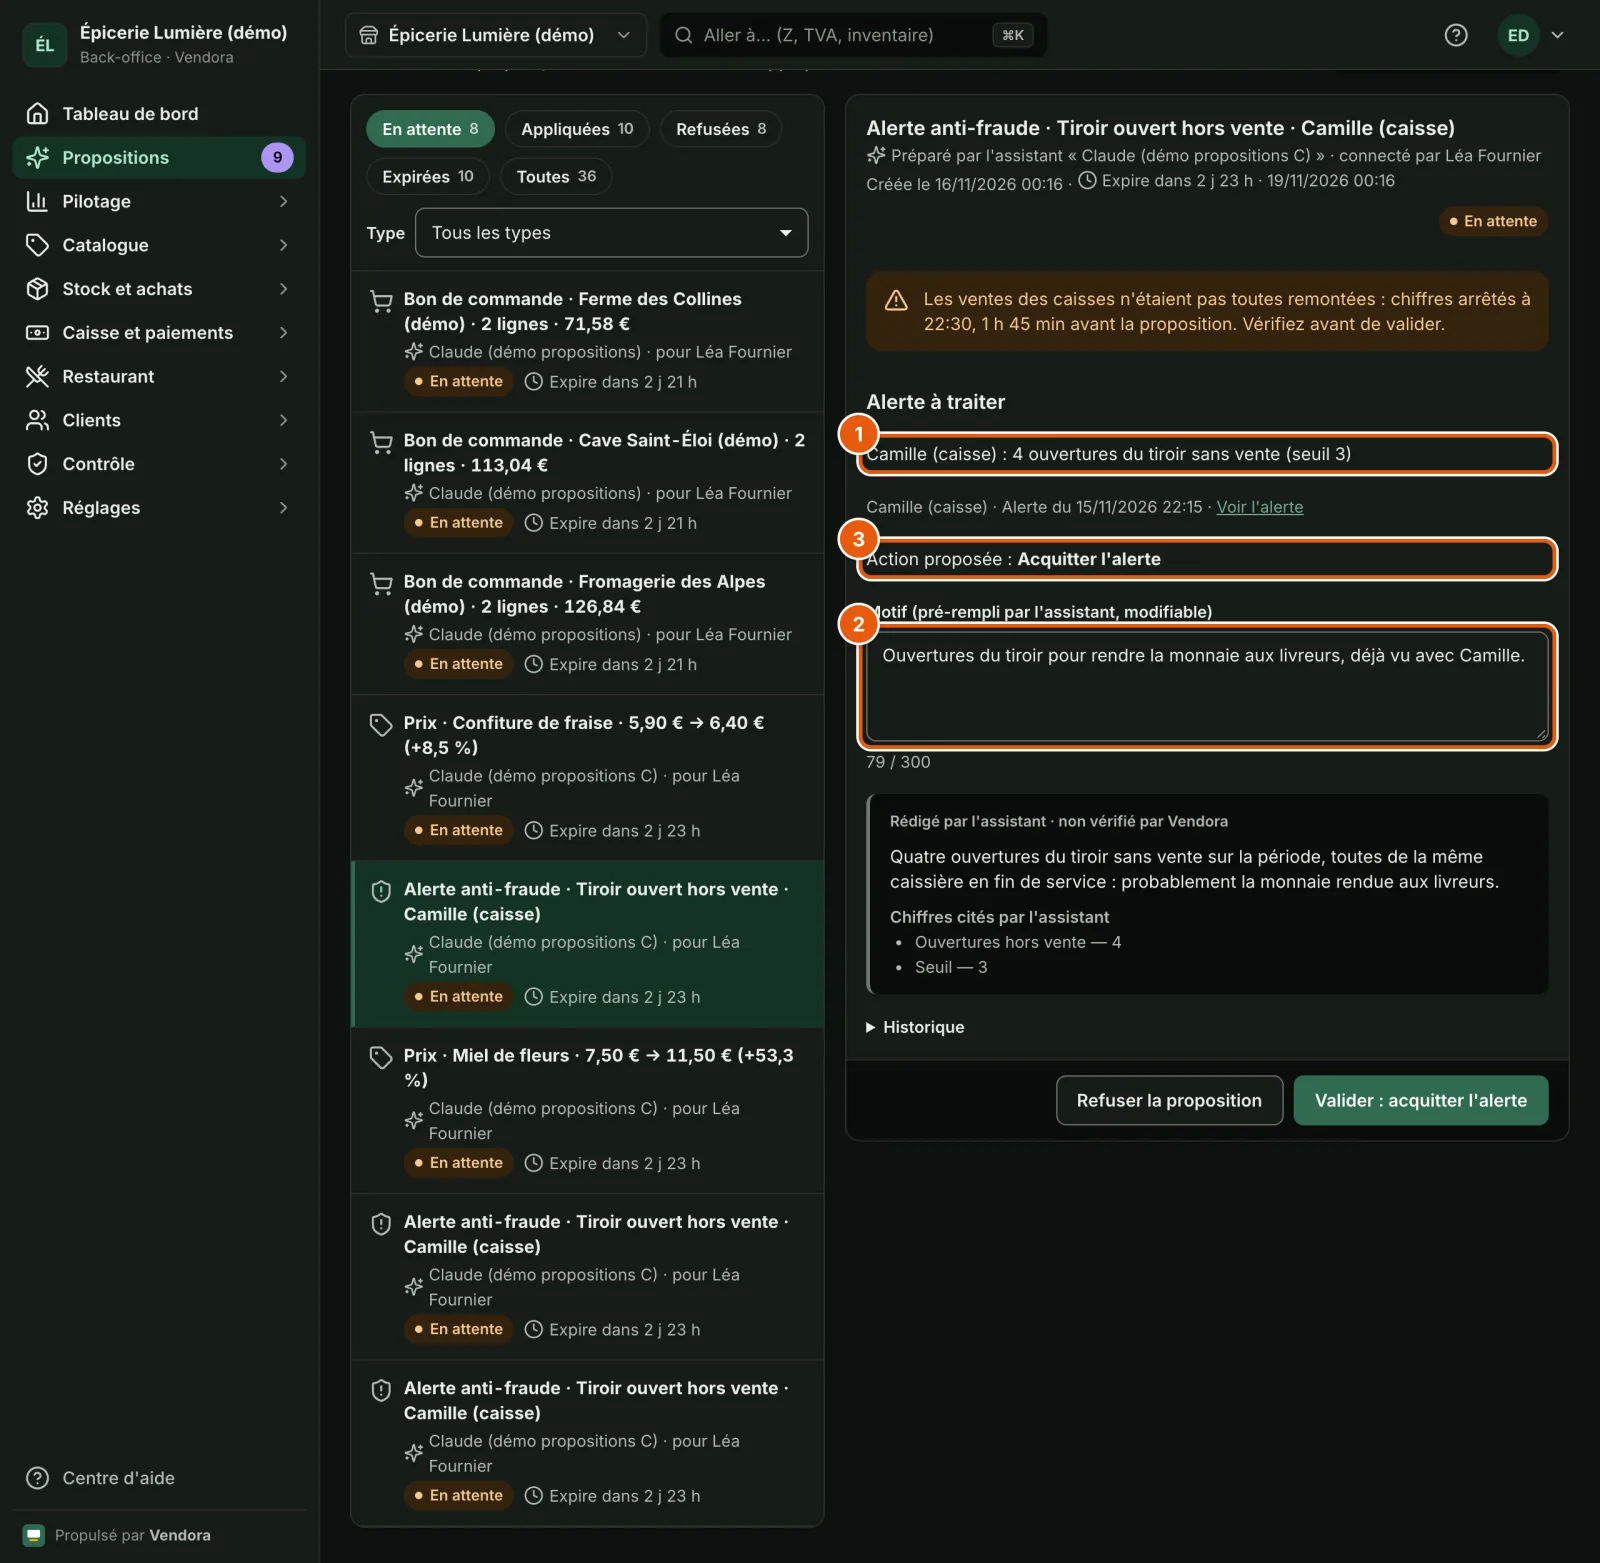 ÉL
Épicerie Lumière (démo)
Back-office · Vendora
Tableau de bord
Propositions 9
Pilotage
Catalogue
Stock et achats
Caisse et paiements
Restaurant
Clients
Contrôle
Réglages
Centre d'aide
Propulsé par Vendora
Épicerie Lumière (démo)
Aller à... (Z, TVA, inventaire) ⌘K
ED
En attente 8
Appliquées 10
Refusées 8
Expirées 10
Toutes 36
Type
Tous les types
Bon de commande · Ferme des Collines
(démo) · 2 lignes · 71,58 €
Claude (démo propositions) · pour Léa Fournier
En attente Expire dans 2 j 21 h
Bon de commande · Cave Saint-Éloi (démo) · 2
lignes · 113,04 €
Claude (démo propositions) · pour Léa Fournier
En attente Expire dans 2 j 21 h
Bon de commande · Fromagerie des Alpes
(démo) · 2 lignes · 126,84 €
Claude (démo propositions) · pour Léa Fournier
En attente Expire dans 2 j 21 h
Prix · Confiture de fraise · 5,90 € → 6,40 €
(+8,5 %)
Claude (démo propositions C) · pour Léa
Fournier
En attente Expire dans 2 j 23 h
Alerte anti-fraude · Tiroir ouvert hors vente ·
Camille (caisse)
Claude (démo propositions C) · pour Léa
Fournier
En attente Expire dans 2 j 23 h
Prix · Miel de fleurs · 7,50 € → 11,50 € (+53,3
%)
Claude (démo propositions C) · pour Léa
Fournier
En attente Expire dans 2 j 23 h
Alerte anti-fraude · Tiroir ouvert hors vente ·
Camille (caisse)
Claude (démo propositions C) · pour Léa
Fournier
En attente Expire dans 2 j 23 h
Alerte anti-fraude · Tiroir ouvert hors vente ·
Camille (caisse)
Claude (démo propositions C) · pour Léa
Fournier
En attente Expire dans 2 j 23 h
Alerte anti-fraude · Tiroir ouvert hors vente · Camille (caisse)
Préparé par l'assistant « Claude (démo propositions C) » · connecté par Léa Fournier
Créée le 16/11/2026 00:16 · Expire dans 2 j 23 h · 19/11/2026 00:16
En attente
Les ventes des caisses n'étaient pas toutes remontées : chiffres arrêtés à
22:30, 1 h 45 min avant la proposition. Vérifiez avant de valider.
Alerte à traiter
1
Camille (caisse) : 4 ouvertures du tiroir sans vente (seuil 3)
Camille (caisse) · Alerte du 15/11/2026 22:15 · Voir l'alerte
3
Action proposée : Acquitter l'alerte
2
Motif (pré-rempli par l'assistant, modifiable)
Ouvertures du tiroir pour rendre la monnaie aux livreurs, déjà vu avec Camille.
79 / 300
Rédigé par l'assistant · non vérifié par Vendora
Quatre ouvertures du tiroir sans vente sur la période, toutes de la même
caissière en fin de service : probablement la monnaie rendue aux livreurs.
Chiffres cités par l'assistant
• Ouvertures hors vente — 4
• Seuil — 3
Historique
Refuser la proposition
Valider : acquitter l'alerte